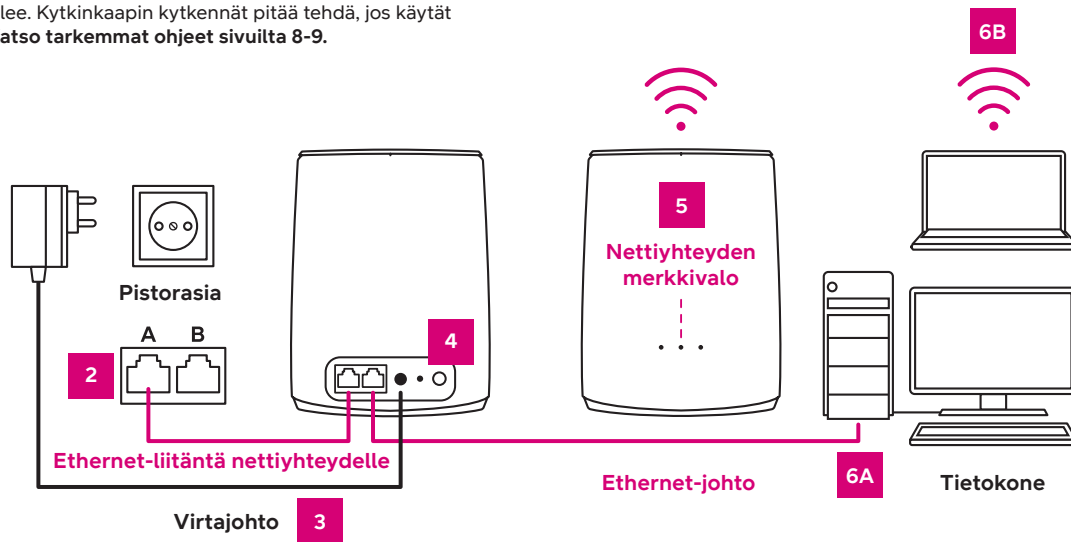 lee. Kytkinkaapin kytkennät pitää tehdä, jos käytät
atso tarkemmat ohjeet sivuilta 8-9.
6B
5
Nettiyhteyden
merkkivalo
Pistorasia
A B
2
4
Ethernet-liitäntä nettiyhteydelle
Ethernet-johto
6A
Tietokone
Virtajohto
3